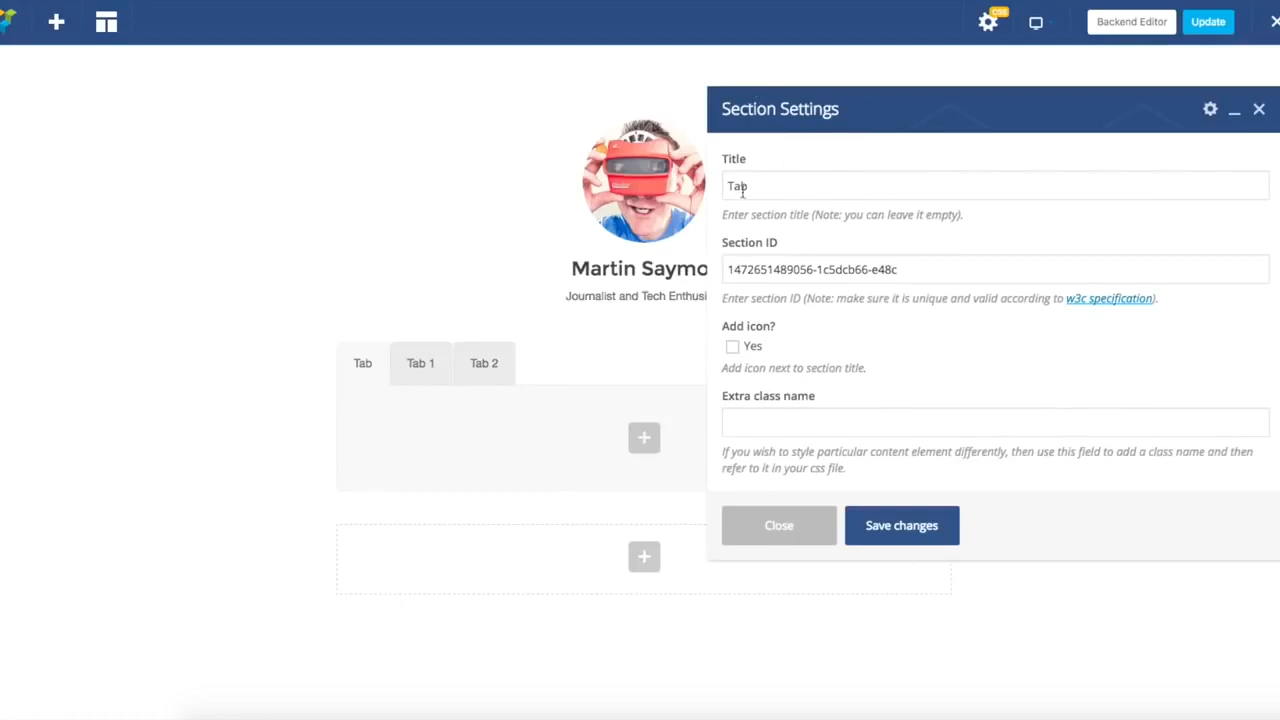 CSS
Backend Editor
Update
Section Settings
Title
Tab
Enter section title (Note: you can leave it empty).
Section ID
1472651489056-1c5dcb66-e48c
Enter section ID (Note: make sure it is unique and valid according to w3c specification).
Add icon?
Yes
Add icon next to section title.
Extra class name
If you wish to style particular content element differently, then use this field to add a class name and then
refer to it in your css file.
Close
Save changes
Martin Saymo
Journalist and Tech Enthusi
Tab
Tab 1
Tab 2